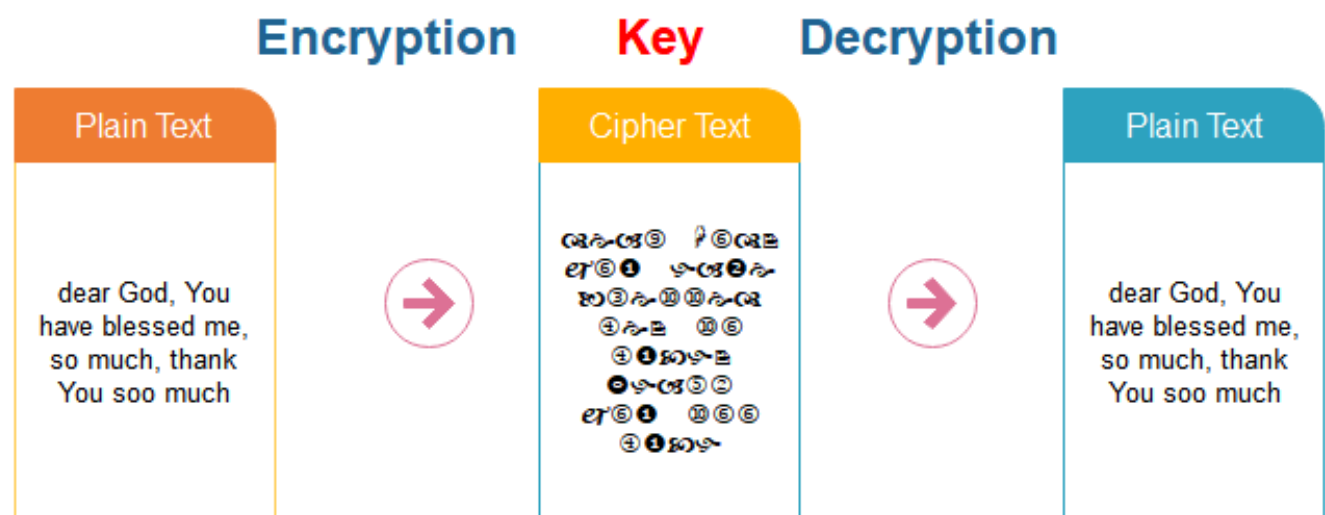 Encryption Key Decryption
Plain Text
dear God, You
have blessed me,
so much, thank
You soo much
Cipher Text
Plain Text
dear God, You
have blessed me,
so much, thank
You soo much